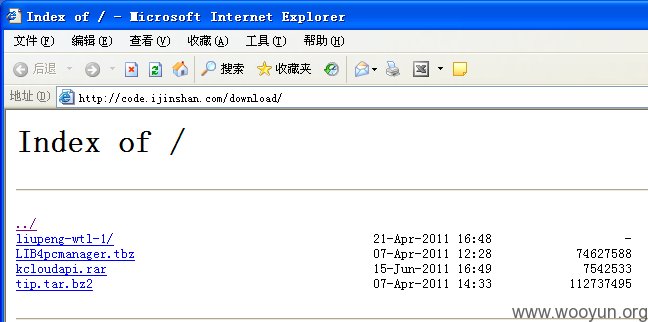 Index of / - Microsoft Internet Explorer
文件(F) 编辑(E) 查看(V) 收藏(A) 工具(T) 帮助(H)
后退 搜索 收藏夹
地址(D) http://code.ijinshan.com/download/
Index of /
../
liupeng-wtl-1/ 21-Apr-2011 16:48 -
LIB4pcmanager.tbz 07-Apr-2011 12:28 74627588
kcloudapi.rar 15-Jun-2011 16:49 7542533
tip.tar.bz2 07-Apr-2011 14:33 112737495
www.wooyun.org